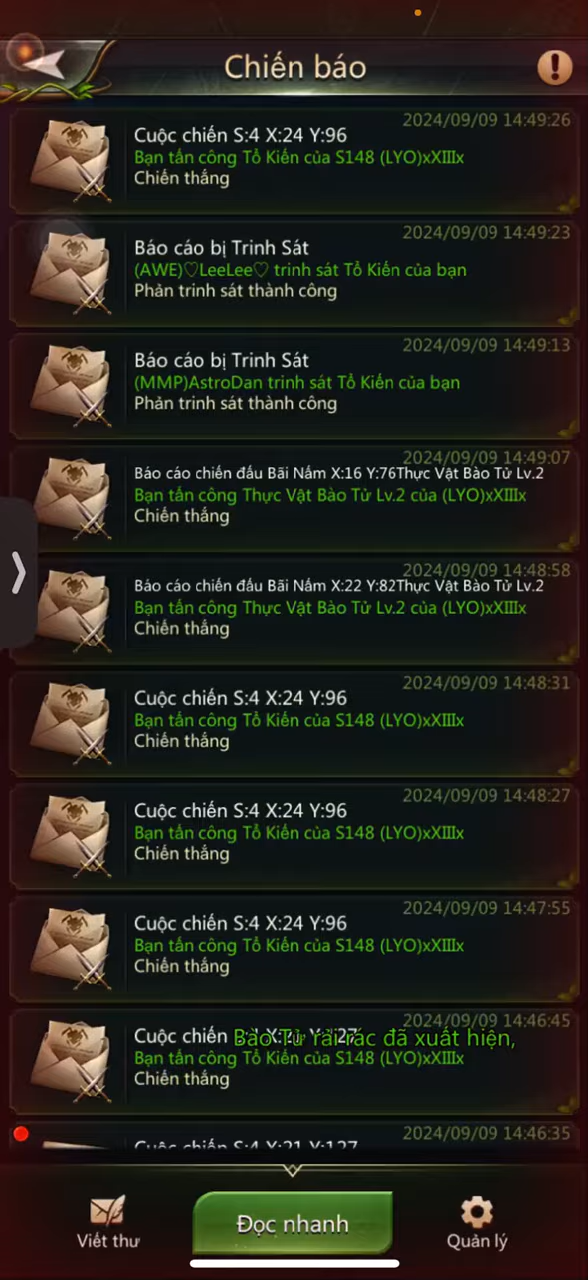 Chiến báo
2024/09/09 14:49:26
Cuộc chiến S:4 X:24 Y:96
Bạn tấn công Tổ Kiến của S148 (LYO)xXIIIx
Chiến thắng
2024/09/09 14:49:23
Báo cáo bị Trinh Sát
(AWE)♡LeeLee♡ trinh sát Tổ Kiến của bạn
Phản trinh sát thành công
2024/09/09 14:49:13
Báo cáo bị Trinh Sát
(MMP)AstroDan trinh sát Tổ Kiến của bạn
Phản trinh sát thành công
2024/09/09 14:49:07
Báo cáo chiến đấu Bãi Nấm X:16 Y:76Thực Vật Bào Tử Lv.2
Bạn tấn công Thực Vật Bào Tử Lv.2 của (LYO)xXIIIx
Chiến thắng
2024/09/09 14:48:58
Báo cáo chiến đấu Bãi Nấm X:22 Y:82Thực Vật Bào Tử Lv.2
Bạn tấn công Thực Vật Bào Tử Lv.2 của (LYO)xXIIIx
Chiến thắng
2024/09/09 14:48:31
Cuộc chiến S:4 X:24 Y:96
Bạn tấn công Tổ Kiến của S148 (LYO)xXIIIx
Chiến thắng
2024/09/09 14:48:27
Cuộc chiến S:4 X:24 Y:96
Bạn tấn công Tổ Kiến của S148 (LYO)xXIIIx
Chiến thắng
2024/09/09 14:47:55
Cuộc chiến S:4 X:24 Y:96
Bạn tấn công Tổ Kiến của S148 (LYO)xXIIIx
Chiến thắng
2024/09/09 14:46:45
Cuộc chiến
Bào Tử rải rác đã xuất hiện,
Bạn tấn công Tổ Kiến của S148 (LYO)xXIIIx
Chiến thắng
2024/09/09 14:46:35
Cuộc chiến S:4 X:21 Y:127
Viết thư
Đọc nhanh
Quản lý